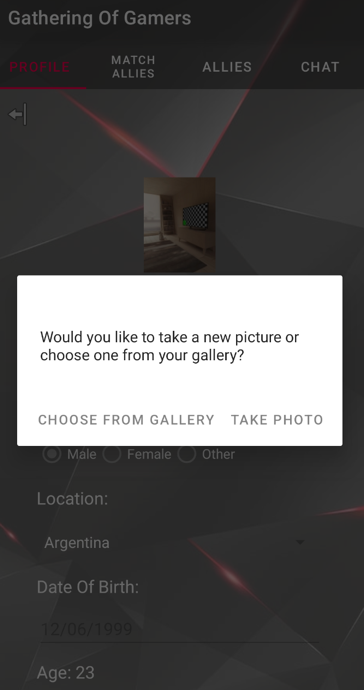 Gathering Of Gamers
PROFILE
MATCH
ALLIES
ALLIES
CHAT
Would you like to take a new picture or
choose one from your gallery?
CHOOSE FROM GALLERY TAKE PHOTO
Male Female Other
Location:
Argentina
Date Of Birth:
12/06/1999
Age: 23